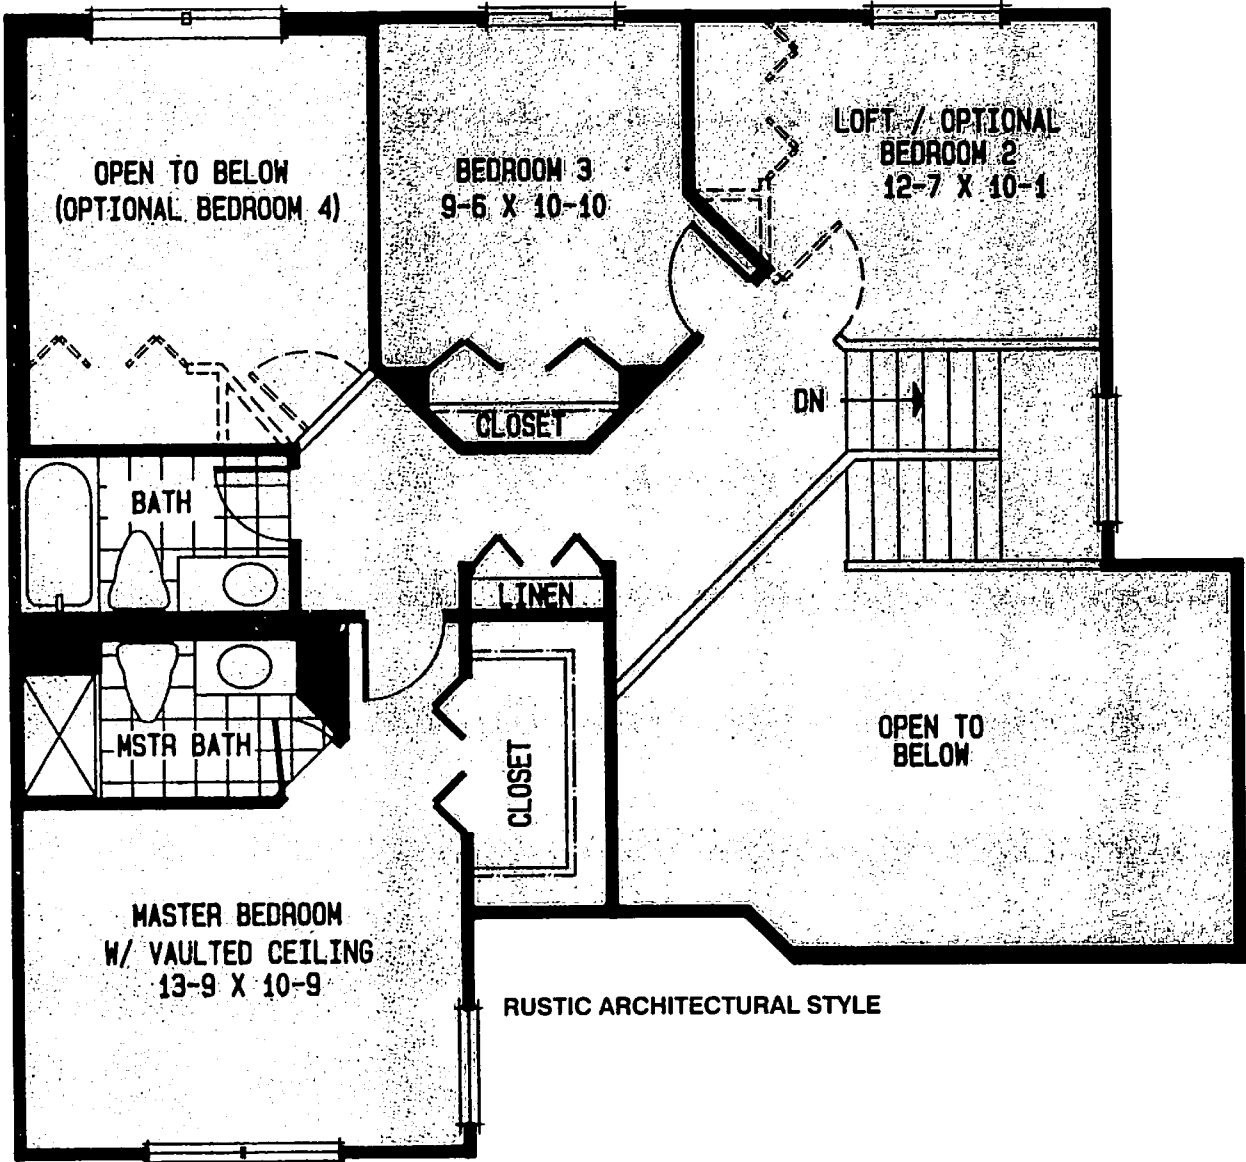 OPEN TO BELOW
(OPTIONAL BEDROOM 4)
BEDROOM 3
9-6 X 10-10
LOFT / OPTIONAL
BEDROOM 2
12-7 X 10-1
DN
CLOSET
BATH
LINEN
MSTR BATH
CLOSET
OPEN TO
BELOW
MASTER BEDROOM
W/ VAULTED CEILING
13-9 X 10-9
RUSTIC ARCHITECTURAL STYLE